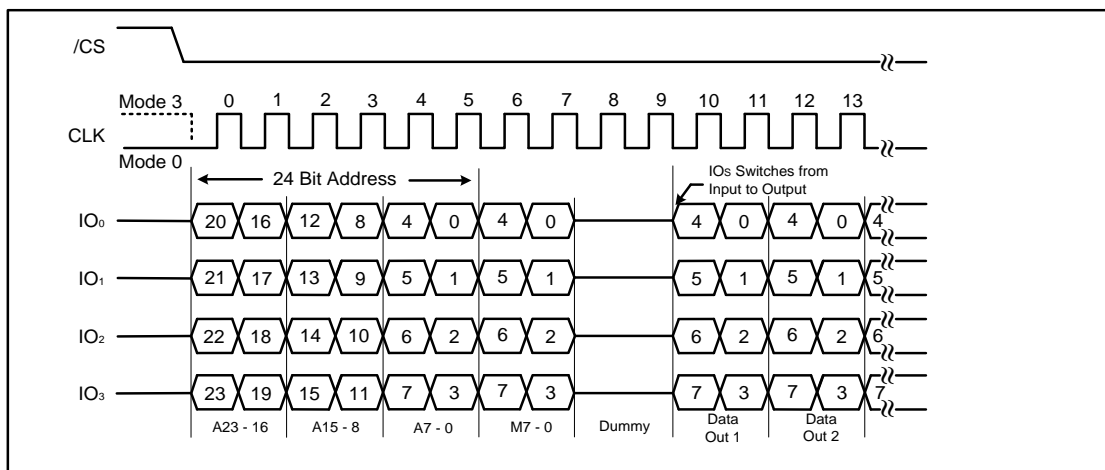 /CS
Mode 3 0 1 2 3 4 5 6 7 8 9 10 11 12 13
CLK
Mode 0
24 Bit Address
IOs Switches from
Input to Output
IO0 20 16 12 8 4 0 4 0 4 0 4 0 4
IO1 21 17 13 9 5 1 5 1 5 1 5 1 5
IO2 22 18 14 10 6 2 6 2 6 2 6 2 6
IO3 23 19 15 11 7 3 7 3 7 3 7 3 7
A23 - 16 A15 - 8 A7 - 0 M7 - 0 Dummy Data Out 1 Data Out 2